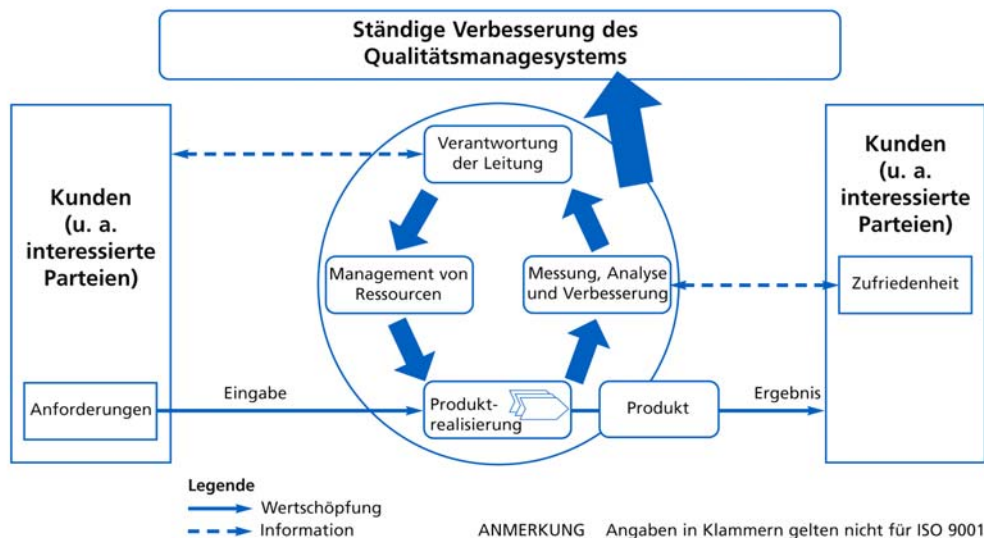 Ständige Verbesserung des
Qualitätsmanagesystems
Kunden
(u. a.
interessierte
Parteien)
Anforderungen
Eingabe
Verantwortung
der Leitung
Management von
Ressourcen
Messung, Analyse
und Verbesserung
Produkt-
realisierung
Produkt
Ergebnis
Kunden
(u. a.
interessierte
Parteien)
Zufriedenheit
Legende
Wertschöpfung
Information
ANMERKUNG Angaben in Klammern gelten nicht für ISO 9001